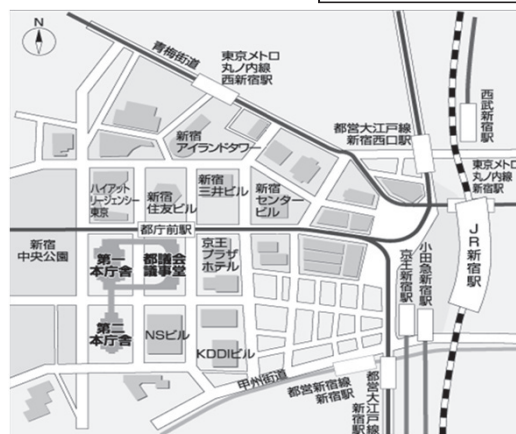 N
青梅街道
東京メトロ
丸ノ内線
西新宿駅
西武新宿駅
都営大江戸線
新宿西口駅
新宿
アイランドタワー
東京メトロ
丸ノ内線
新宿駅
ハイアット
リージェンシー
東京
新宿
住友ビル
新宿
三井ビル
新宿
センター
ビル
都庁前駅
JR新宿駅
新宿
中央公園
第一
本庁舎
都議会
議事堂
京王
プラザ
ホテル
小田急新宿駅
京王新宿駅
第二
本庁舎
NSビル
KDDIビル
甲州街道
都営新宿線
新宿駅
都営大江戸線
新宿駅